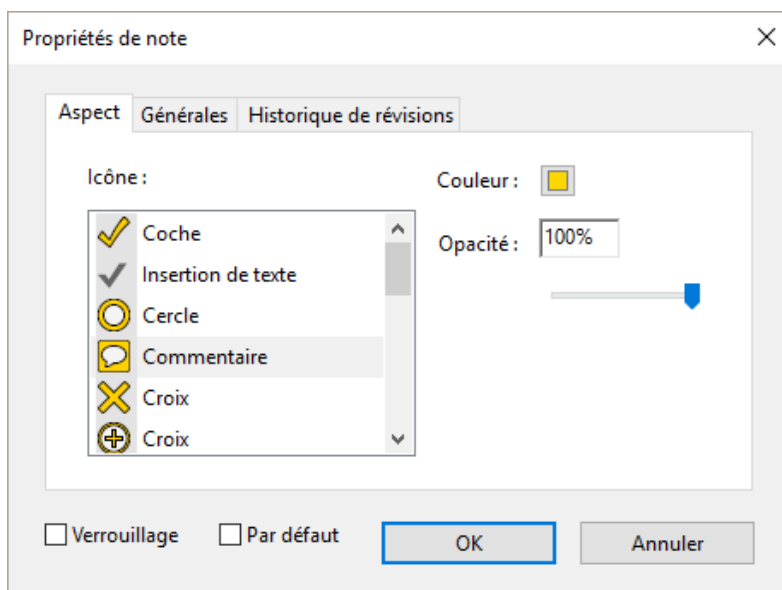 Propriétés de note
Aspect Générales Historique de révisions
Icône :
Couleur :
Coche
Opacité : 100%
Insertion de texte
Cercle
Commentaire
Croix
Croix
Verrouillage Par défaut OK Annuler